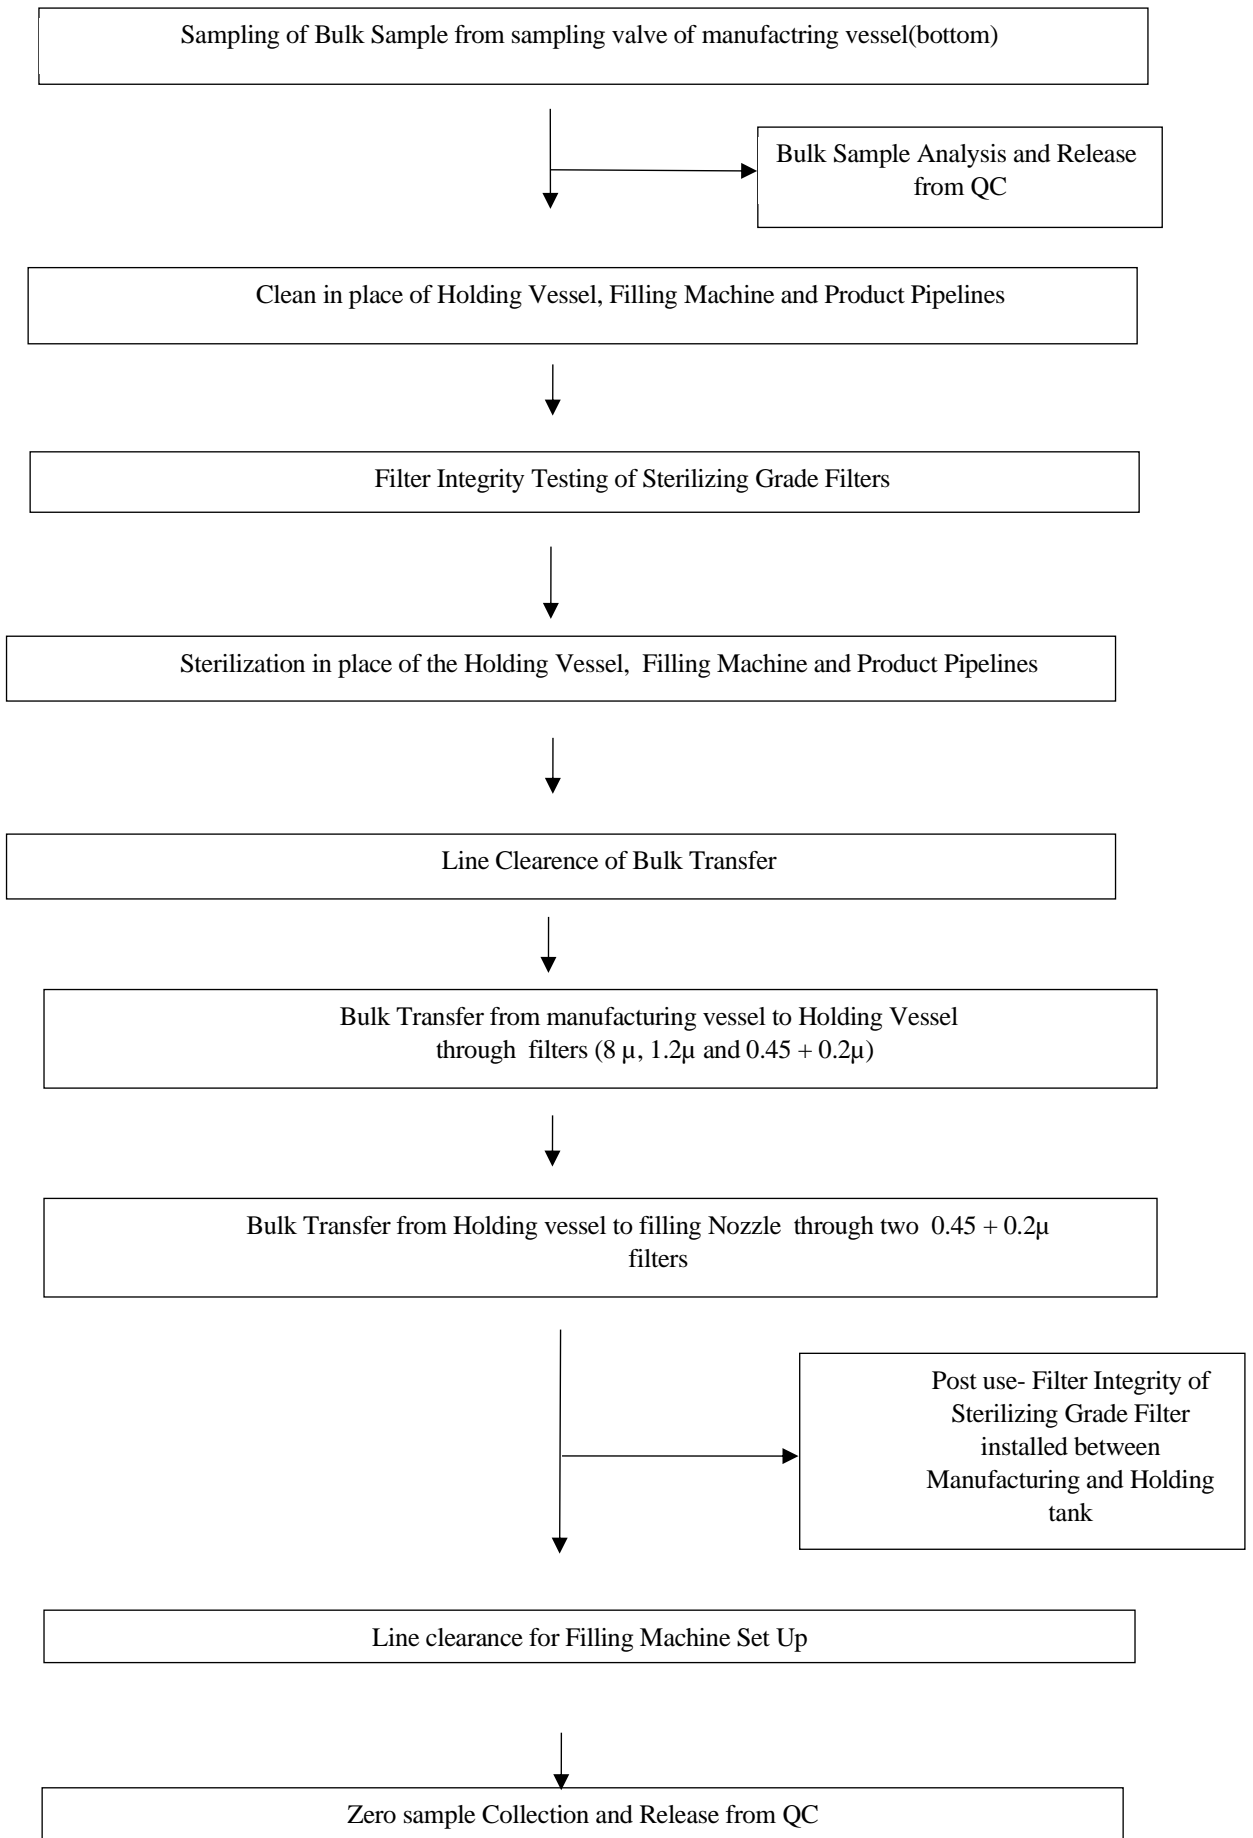 Sampling of Bulk Sample from sampling valve of manufactring vessel(bottom)
Bulk Sample Analysis and Release
from QC
Clean in place of Holding Vessel, Filling Machine and Product Pipelines
Filter Integrity Testing of Sterilizing Grade Filters
Sterilization in place of the Holding Vessel, Filling Machine and Product Pipelines
Line Clearence of Bulk Transfer
Bulk Transfer from manufacturing vessel to Holding Vessel
through filters (8 µ, 1.2µ and 0.45 + 0.2µ)
Bulk Transfer from Holding vessel to filling Nozzle through two 0.45 + 0.2µ
filters
Post use- Filter Integrity of
Sterilizing Grade Filter
installed between
Manufacturing and Holding
tank
Line clearance for Filling Machine Set Up
Zero sample Collection and Release from QC